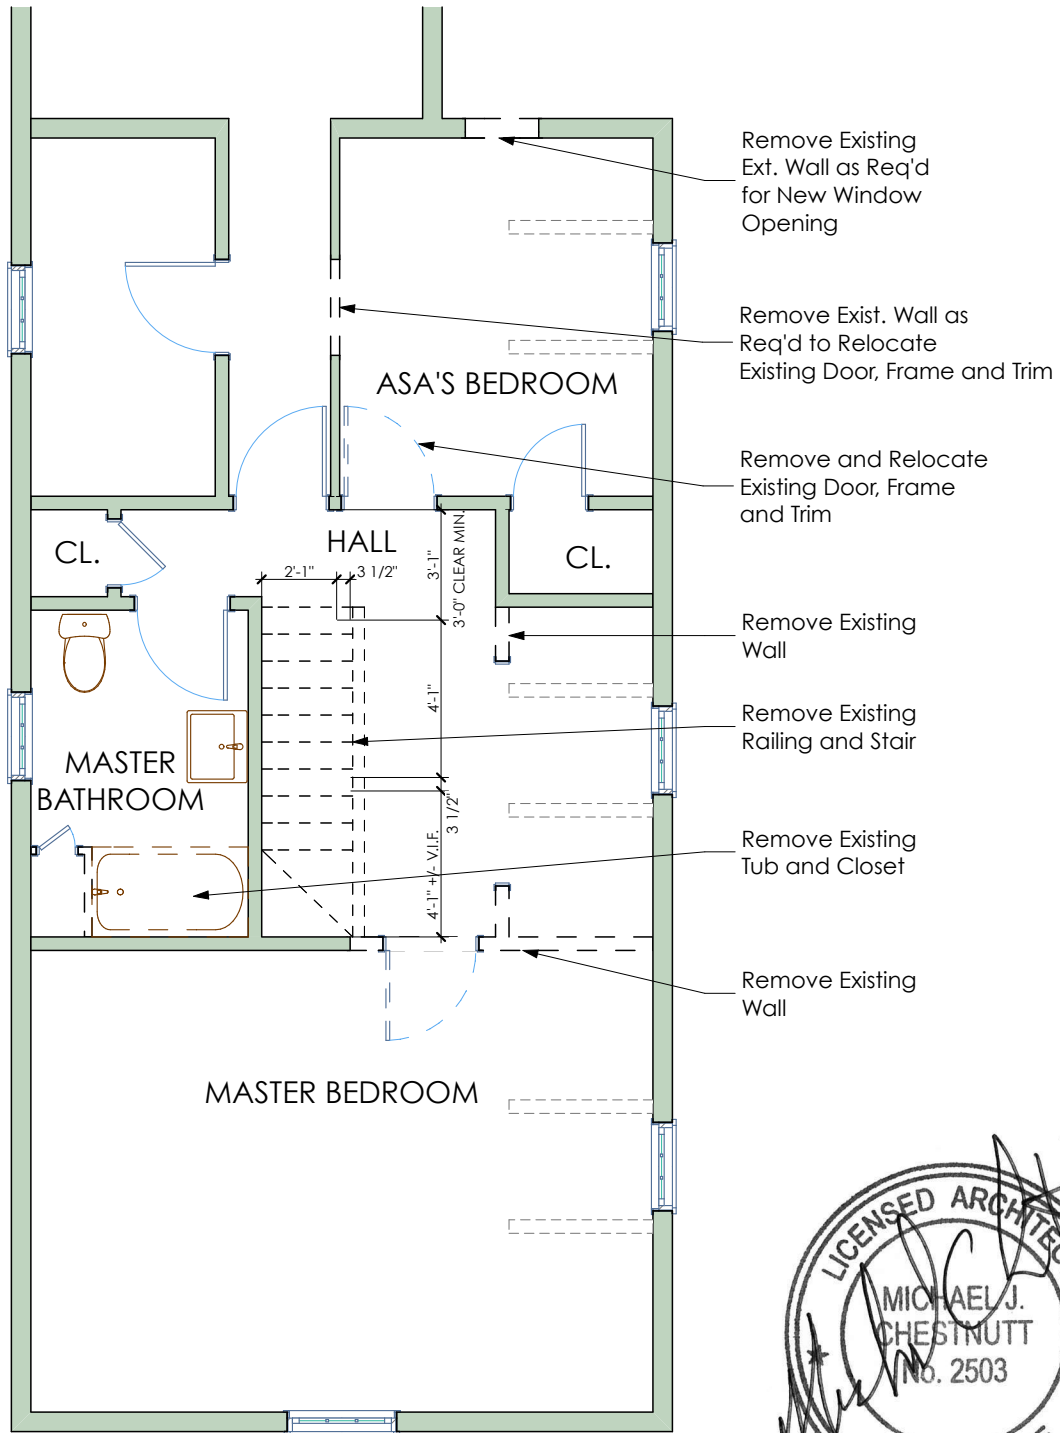 Remove Existing
Ext. Wall as Req'd
for New Window
Opening
Remove Exist. Wall as
Req'd to Relocate
Existing Door, Frame and Trim
ASA'S BEDROOM
Remove and Relocate
Existing Door, Frame
and Trim
HALL
CL.
CL.
2'-1"
3 1/2"
3'-1"
3'-0" CLEAR MIN.
Remove Existing
Wall
4'-1"
Remove Existing
Railing and Stair
MASTER
BATHROOM
3 1/2"
4'-1" +/- V.I.F.
Remove Existing
Tub and Closet
Remove Existing
Wall
MASTER BEDROOM
LICENSED ARCHITEC
MICHAEL J.
CHESTNUTT
No. 2503